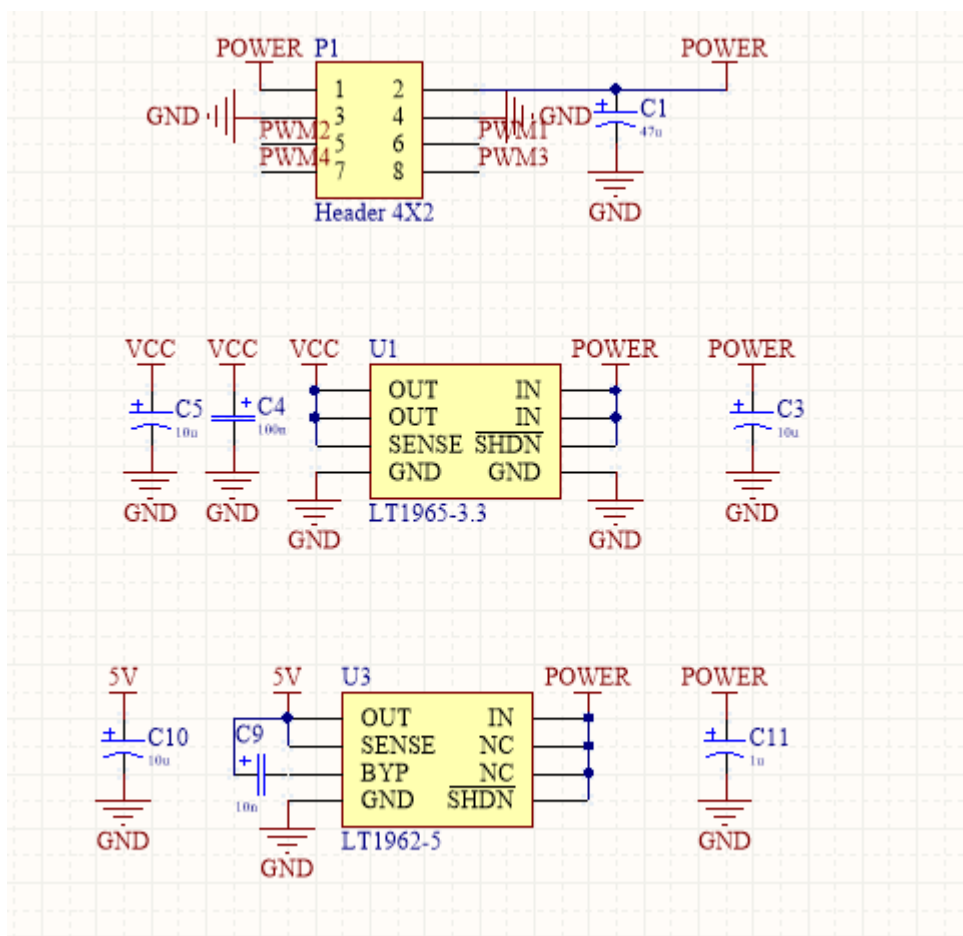 POWER P1 POWER
1 2
GND 3 4 GND C1
47u
PWM2 PWM1
5 6
PWM4 PWM3
7 8
Header 4X2 GND
VCC VCC VCC U1 POWER POWER
OUT IN
+ C5 + C4 OUT IN + C3
10u 100n SENSE SHDN 10u
GND GND
GND GND LT1965-3.3 GND
GND GND
5V 5V U3 POWER POWER
OUT IN
+ C10 C9 SENSE NC + C11
10u + BYP NC 1u
10n GND SHDN
GND LT1962-5 GND
GND